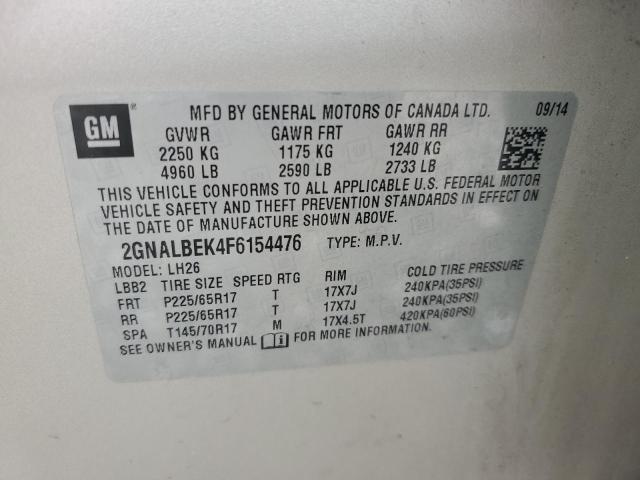 GM
®
MFD BY GENERAL MOTORS OF CANADA LTD. 09/14
GVWR GAWR FRT GAWR RR
2250 KG 1175 KG 1240 KG
4960 LB 2590 LB 2733 LB
THIS VEHICLE CONFORMS TO ALL APPLICABLE U.S. FEDERAL MOTOR
VEHICLE SAFETY AND THEFT PREVENTION STANDARDS IN EFFECT ON
THE DATE OF MANUFACTURE SHOWN ABOVE.
2GNALBEK4F6154476 TYPE: M.P.V.
MODEL: LH26
LBB2 TIRE SIZE SPEED RTG RIM COLD TIRE PRESSURE
FRT P225/65R17 T 17X7J 240KPA(35PSI)
RR P225/65R17 T 17X7J 240KPA(35PSI)
SPA T145/70R17 M 17X4.5T 420KPA(60PSI)
SEE OWNER'S MANUAL FOR MORE INFORMATION.